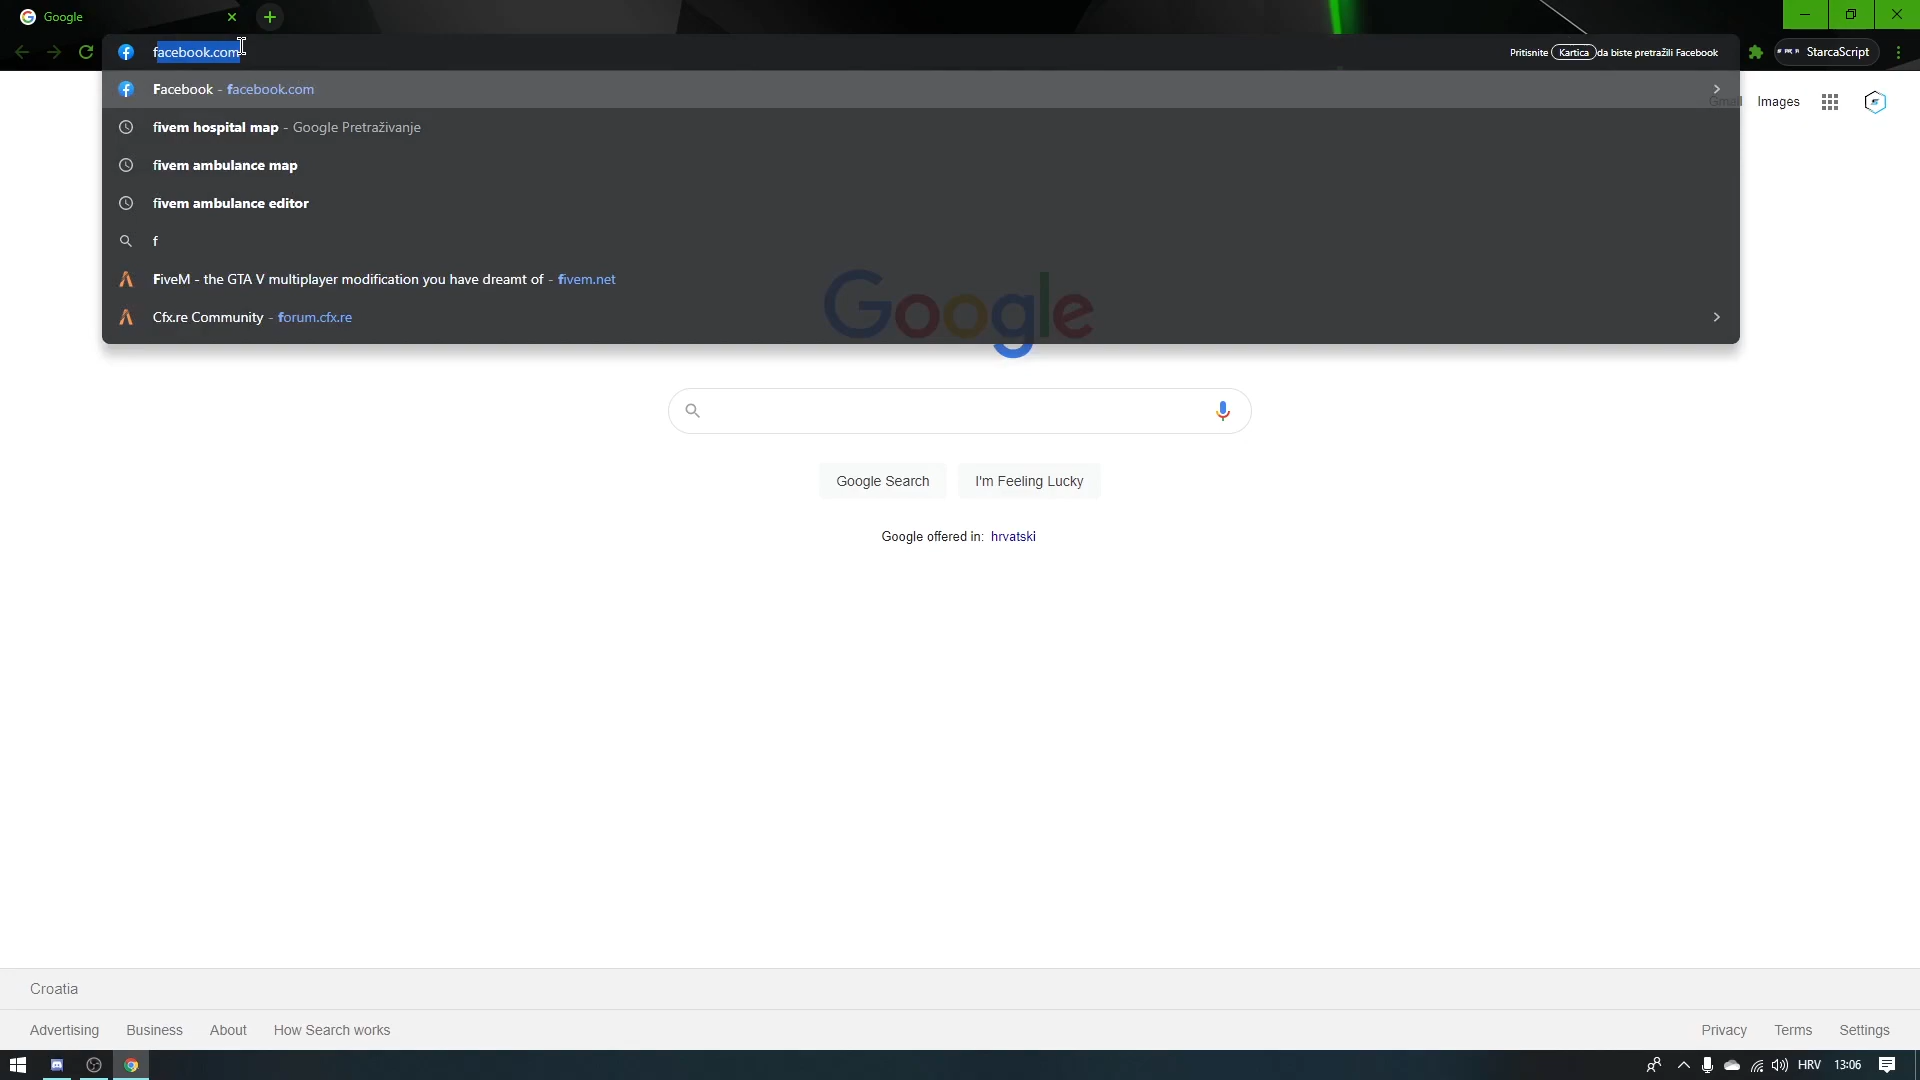 Google
facebook.com
Pritisnite Kartica da biste pretražili Facebook
StarcaScript
Facebook - facebook.com
Gmail
Images
fivem hospital map - Google Pretraživanje
fivem ambulance map
fivem ambulance editor
f
FiveM - the GTA V multiplayer modification you have dreamt of - fivem.net
Cfx.re Community - forum.cfx.re
Google
Google Search
I'm Feeling Lucky
Google offered in: hrvatski
Croatia
Advertising
Business
About
How Search works
Privacy
Terms
Settings
HRV
13:06